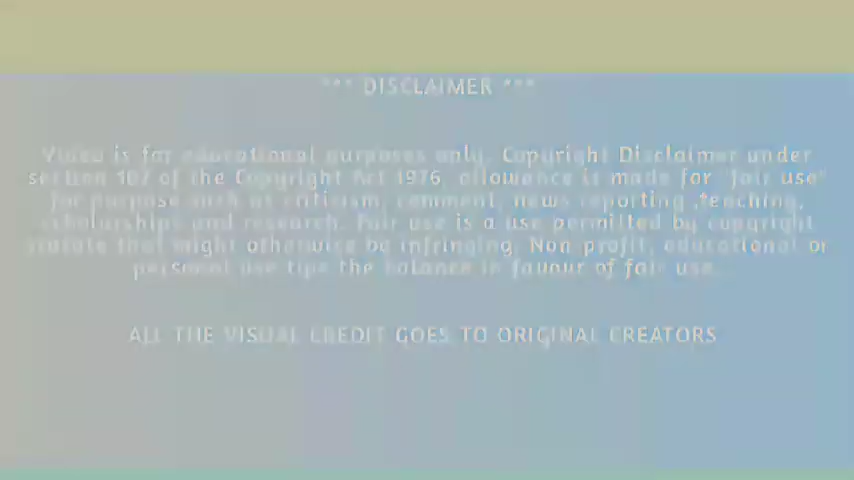 *** DISCLAIMER ***
Video is for educational purposes only. Copyright Disclaimer under
section 107 of the Copyright Act 1976, allowance is made for "fair use"
for purpose such as criticism, comment, news reporting ,teaching,
scholarships and research. Fair use is a use permitted by copyright
statute that might otherwise be infringing. Non profit, educational or
personal use tips the balance in favour of fair use.
ALL THE VISUAL CREDIT GOES TO ORIGINAL CREATORS